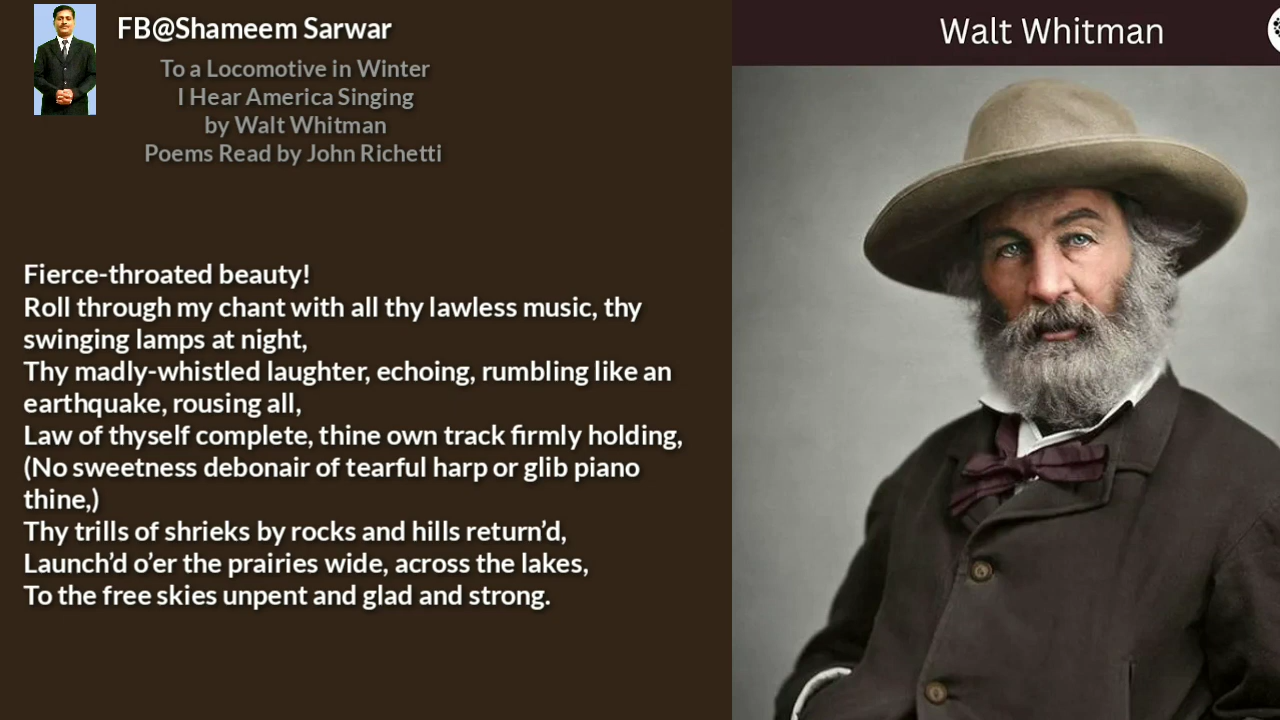 FB@Shameem Sarwar
To a Locomotive in Winter
I Hear America Singing
by Walt Whitman
Poems Read by John Richetti
Walt Whitman
Fierce-throated beauty!
Roll through my chant with all thy lawless music, thy
swinging lamps at night,
Thy madly-whistled laughter, echoing, rumbling like an
earthquake, rousing all,
Law of thyself complete, thine own track firmly holding,
(No sweetness debonair of tearful harp or glib piano
thine,)
Thy trills of shrieks by rocks and hills return’d,
Launch’d o’er the prairies wide, across the lakes,
To the free skies unpent and glad and strong.